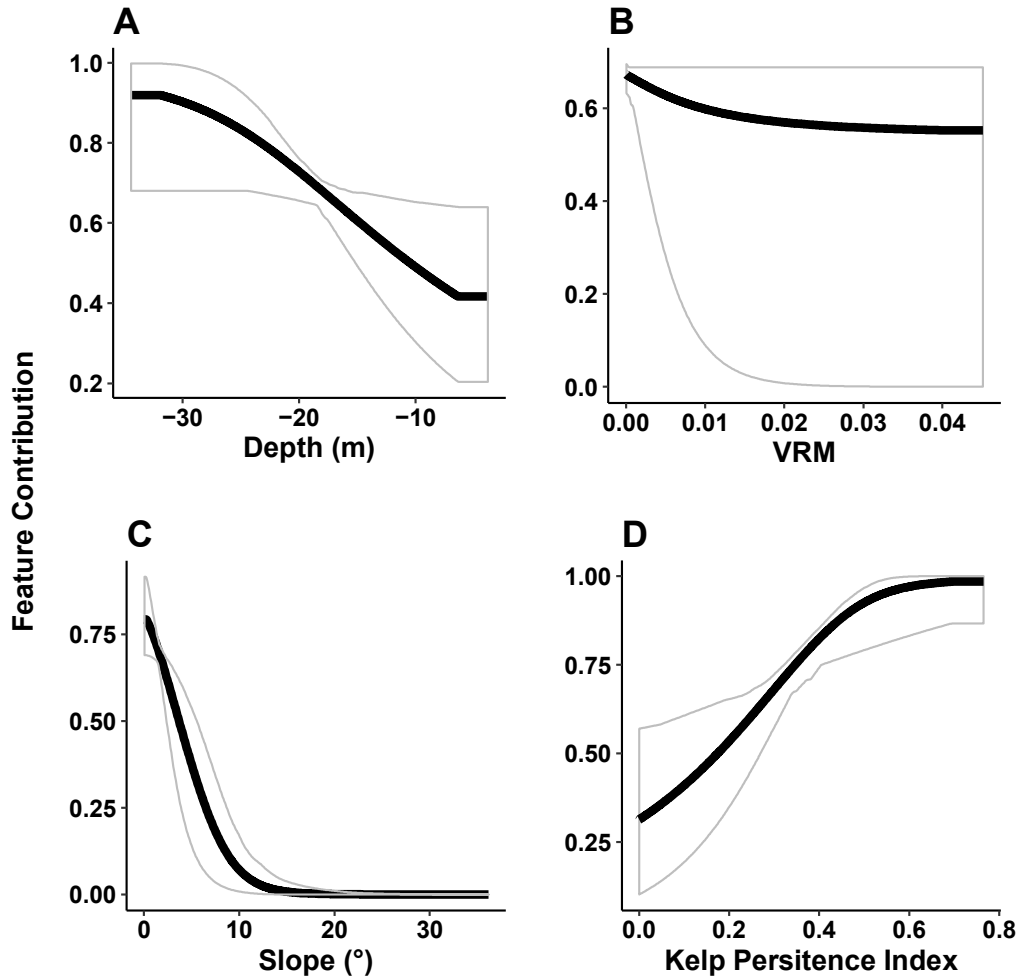 A
1.0
0.8
0.6
0.4
0.2
−30 −20 −10
Depth (m)
B
0.6
0.4
0.2
0.0
0.00 0.01 0.02 0.03 0.04
VRM
Feature Contribution
C
0.75
0.50
0.25
0.00
0 10 20 30
Slope (°)
D
1.00
0.75
0.50
0.25
0.0 0.2 0.4 0.6 0.8
Kelp Persitence Index